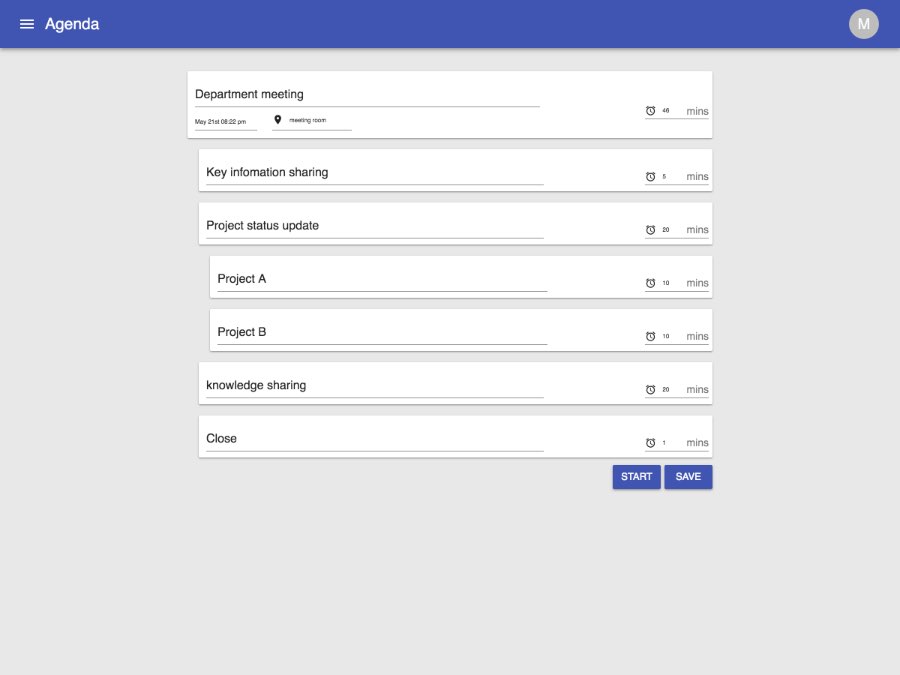 Agenda
M
Department meeting
46 mins
May 21st 08:22 pm
meeting room
Key infomation sharing
5 mins
Project status update
20 mins
Project A
10 mins
Project B
10 mins
knowledge sharing
20 mins
Close
1 mins
START
SAVE